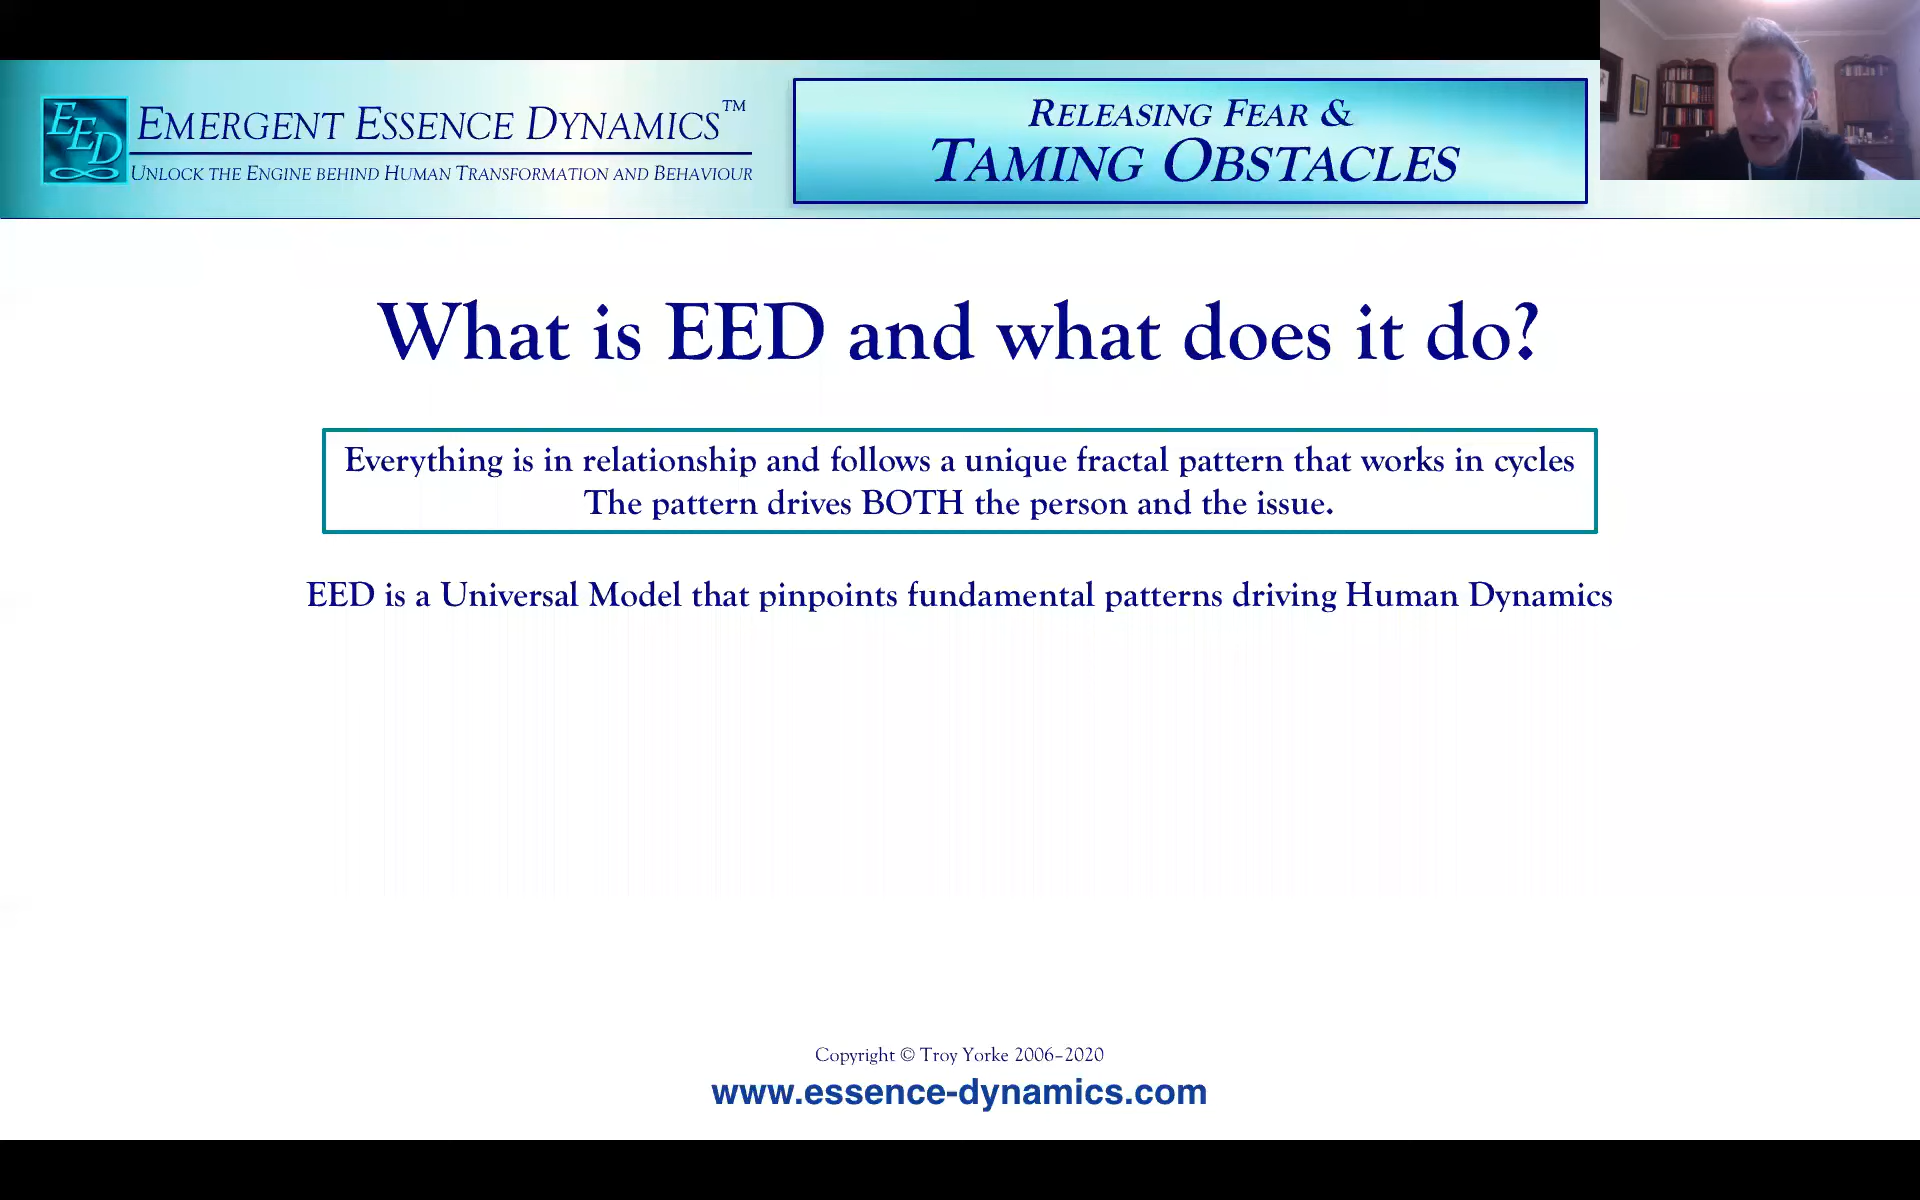 EED
EMERGENT ESSENCE DYNAMICS™
UNLOCK THE ENGINE BEHIND HUMAN TRANSFORMATION AND BEHAVIOUR
RELEASING FEAR &
TAMING OBSTACLES
What is EED and what does it do?
Everything is in relationship and follows a unique fractal pattern that works in cycles
The pattern drives BOTH the person and the issue.
EED is a Universal Model that pinpoints fundamental patterns driving Human Dynamics
Copyright © Troy Yorke 2006–2020
www.essence-dynamics.com